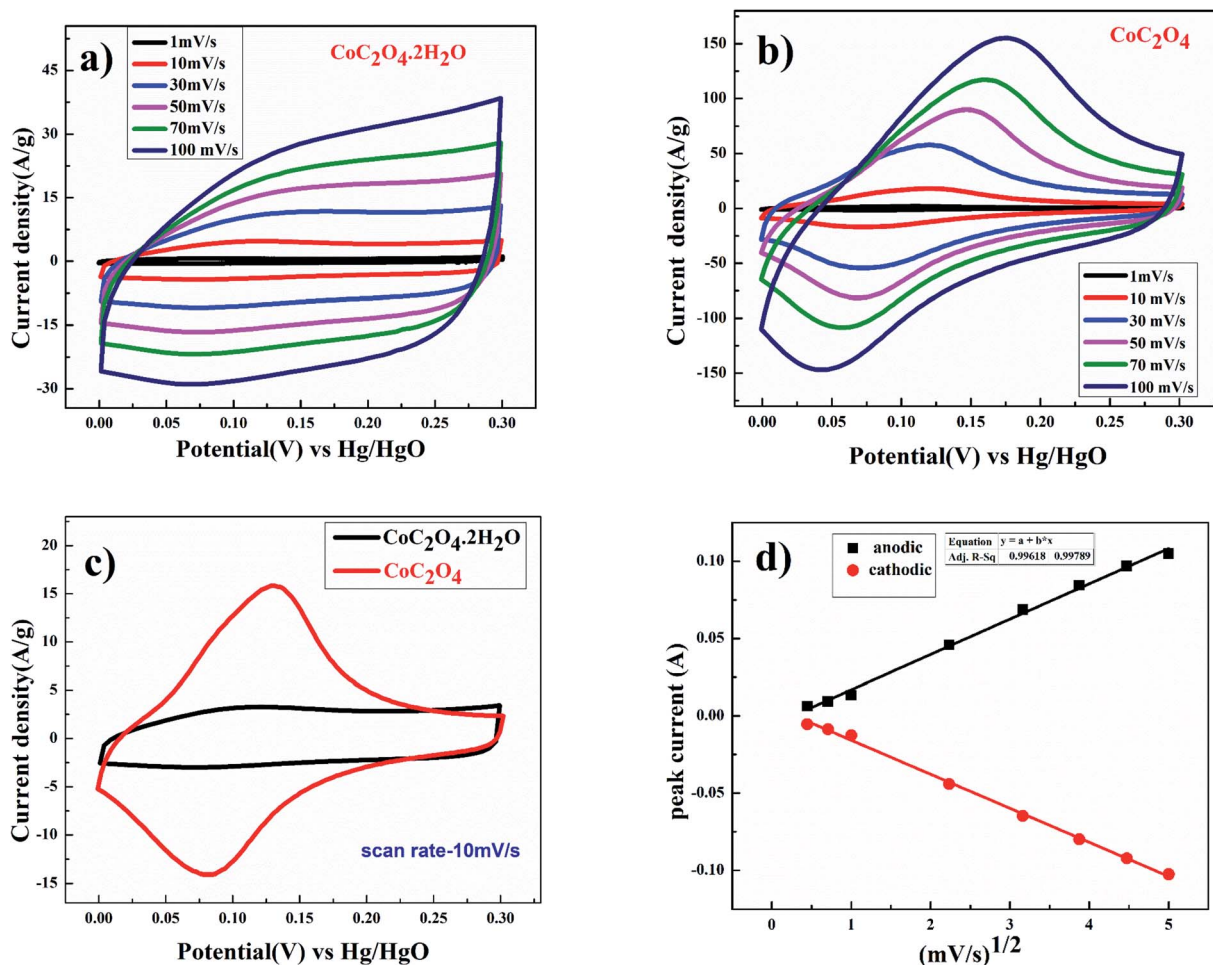 a)
CoC2O4.2H2O
1mV/s
10mV/s
30mV/s
50mV/s
70mV/s
100 mV/s
45
30
15
0
-15
-30
0.00 0.05 0.10 0.15 0.20 0.25 0.30
Current density(A/g)
Potential(V) vs Hg/HgO
b)
CoC2O4
150
100
50
0
-50
-100
-150
1mV/s
10 mV/s
30 mV/s
50 mV/s
70 mV/s
100 mV/s
0.00 0.05 0.10 0.15 0.20 0.25 0.30
Current density(A/g)
Potential(V) vs Hg/HgO
c)
CoC2O4.2H2O
CoC2O4
20
15
10
5
0
-5
-10
-15
scan rate-10mV/s
0.00 0.05 0.10 0.15 0.20 0.25 0.30
Current density(A/g)
Potential(V) vs Hg/HgO
d)
anodic
cathodic
Equation y = a + b*x
Adj. R-Sq 0.99618 0.99789
0.10
0.05
0.00
-0.05
-0.10
0 1 2 3 4 5
peak current (A)
(mV/s)1/2